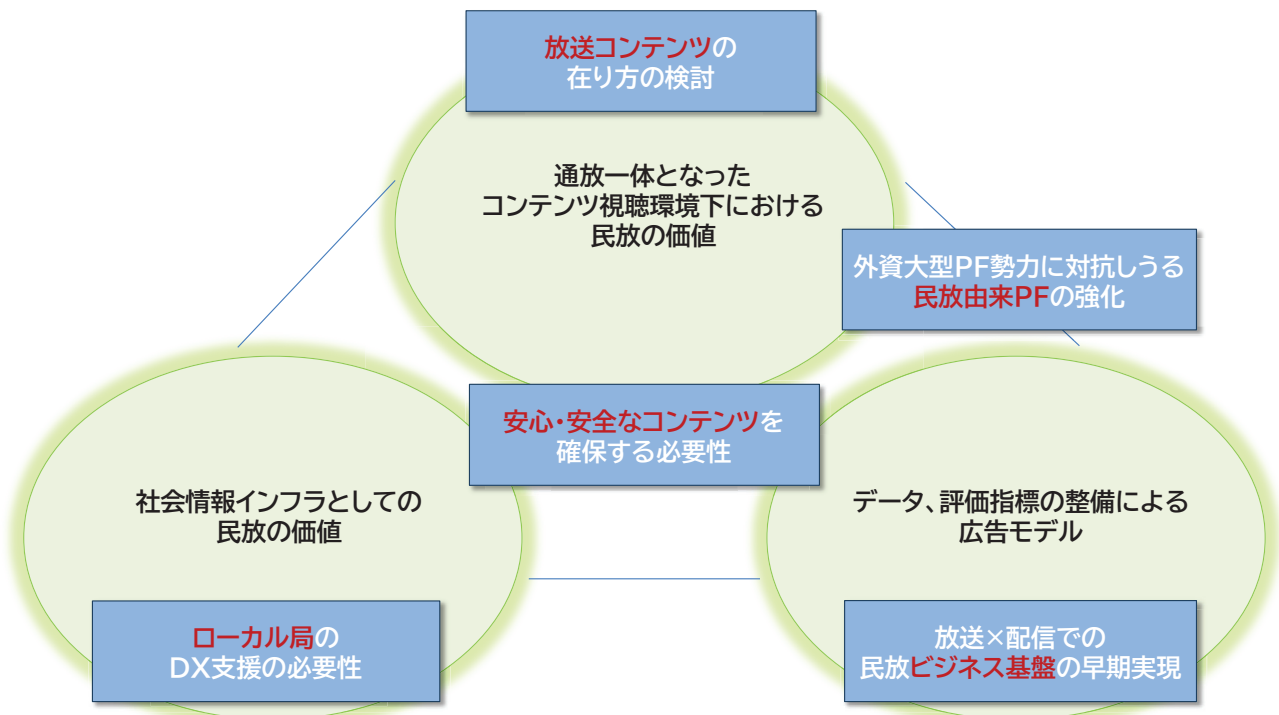 放送コンテンツの
在り方の検討
通放一体となった
コンテンツ視聴環境下における
民放の価値
外資大型PF勢力に対抗しうる
民放由来PFの強化
安心・安全なコンテンツを
確保する必要性
社会情報インフラとしての
民放の価値
データ、評価指標の整備による
広告モデル
ローカル局の
DX支援の必要性
放送×配信での
民放ビジネス基盤の早期実現